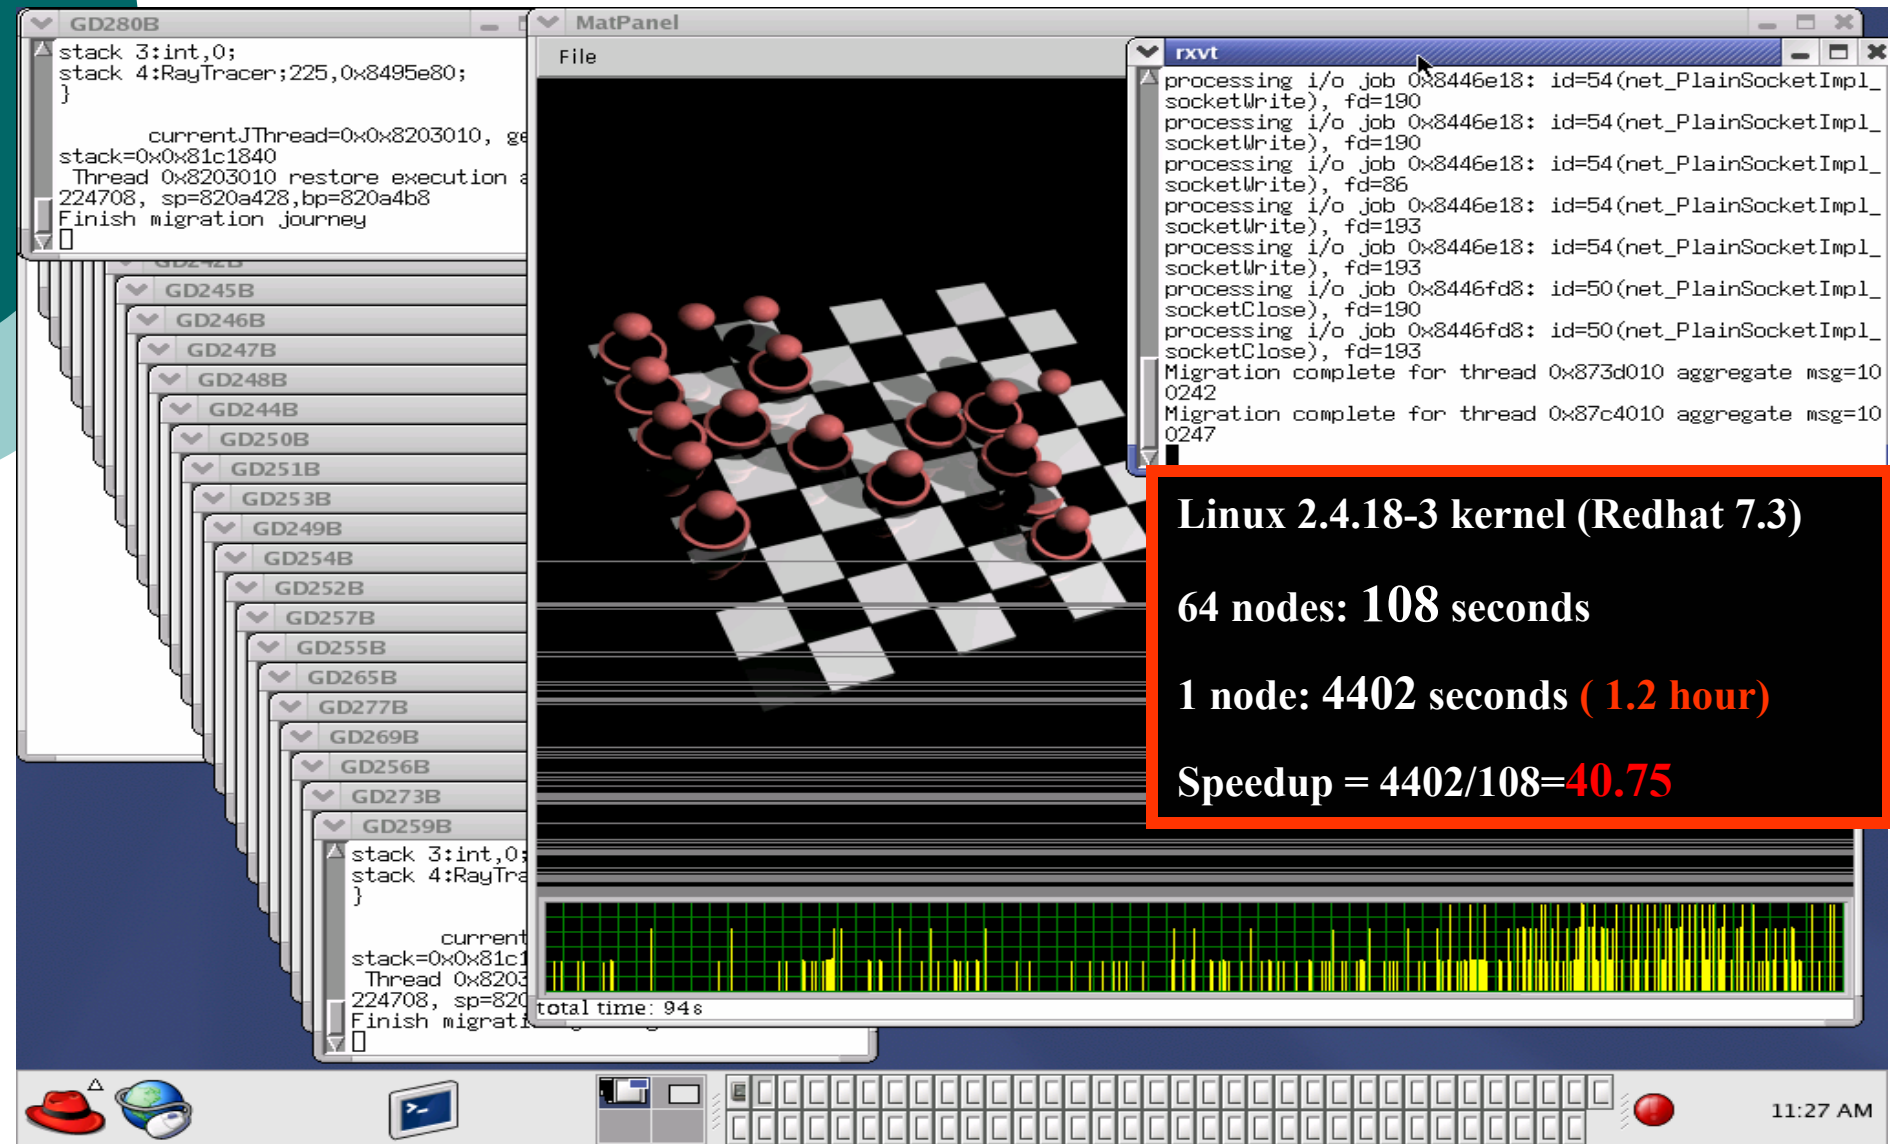 GD280B
stack 3:int,0;
stack 4:RayTracer;225,0x8495e80;
}
currentJThread=0x0x8203010, ge
stack=0x0x81c1840
Thread 0x8203010 restore execution a
224708, sp=820a428,bp=820a4b8
Finish migration journey
GD242B
GD245B
GD246B
GD247B
GD248B
GD244B
GD250B
GD251B
GD253B
GD249B
GD254B
GD252B
GD257B
GD255B
GD265B
GD277B
GD269B
GD256B
GD273B
GD259B
stack 3:int,0;
stack 4:RayTra
}
current
stack=0x0x81c1
Thread 0x8203
224708, sp=820
Finish migrati
MatPanel
File
total time: 94s
rxvt
processing i/o job 0x8446e18: id=54(net_PlainSocketImpl_
socketWrite), fd=190
processing i/o job 0x8446e18: id=54(net_PlainSocketImpl_
socketWrite), fd=190
processing i/o job 0x8446e18: id=54(net_PlainSocketImpl_
socketWrite), fd=86
processing i/o job 0x8446e18: id=54(net_PlainSocketImpl_
socketWrite), fd=193
processing i/o job 0x8446e18: id=54(net_PlainSocketImpl_
socketWrite), fd=193
processing i/o job 0x8446fd8: id=50(net_PlainSocketImpl_
socketClose), fd=190
processing i/o job 0x8446fd8: id=50(net_PlainSocketImpl_
socketClose), fd=193
Migration complete for thread 0x873d010 aggregate msg=10
0242
Migration complete for thread 0x87c4010 aggregate msg=10
0247
Linux 2.4.18-3 kernel (Redhat 7.3)
64 nodes: 108 seconds
1 node: 4402 seconds ( 1.2 hour)
Speedup = 4402/108=40.75
11:27 AM